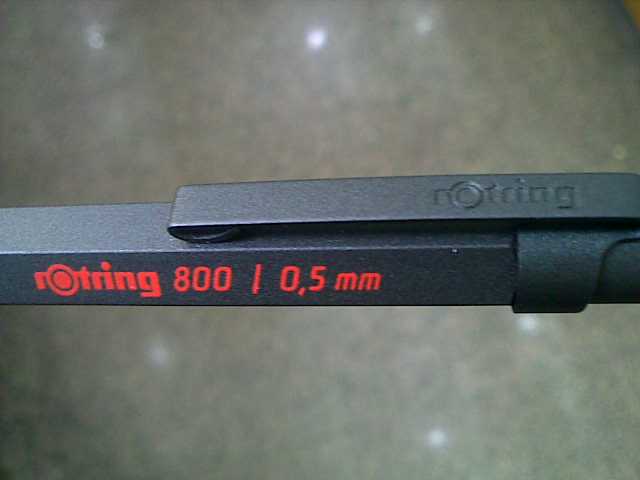 rotring
rotring 800 | 0,5 mm